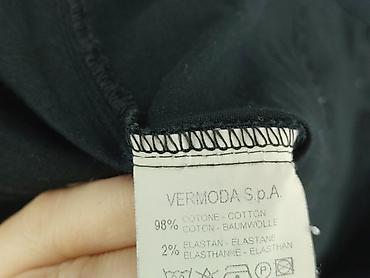 VERMODA S.p.A.
98% COTONE - COTTON
COTON - BAUMWOLLE
2% ELASTAN - ELASTANE
ELASTHANNE - ELASTHAN
P